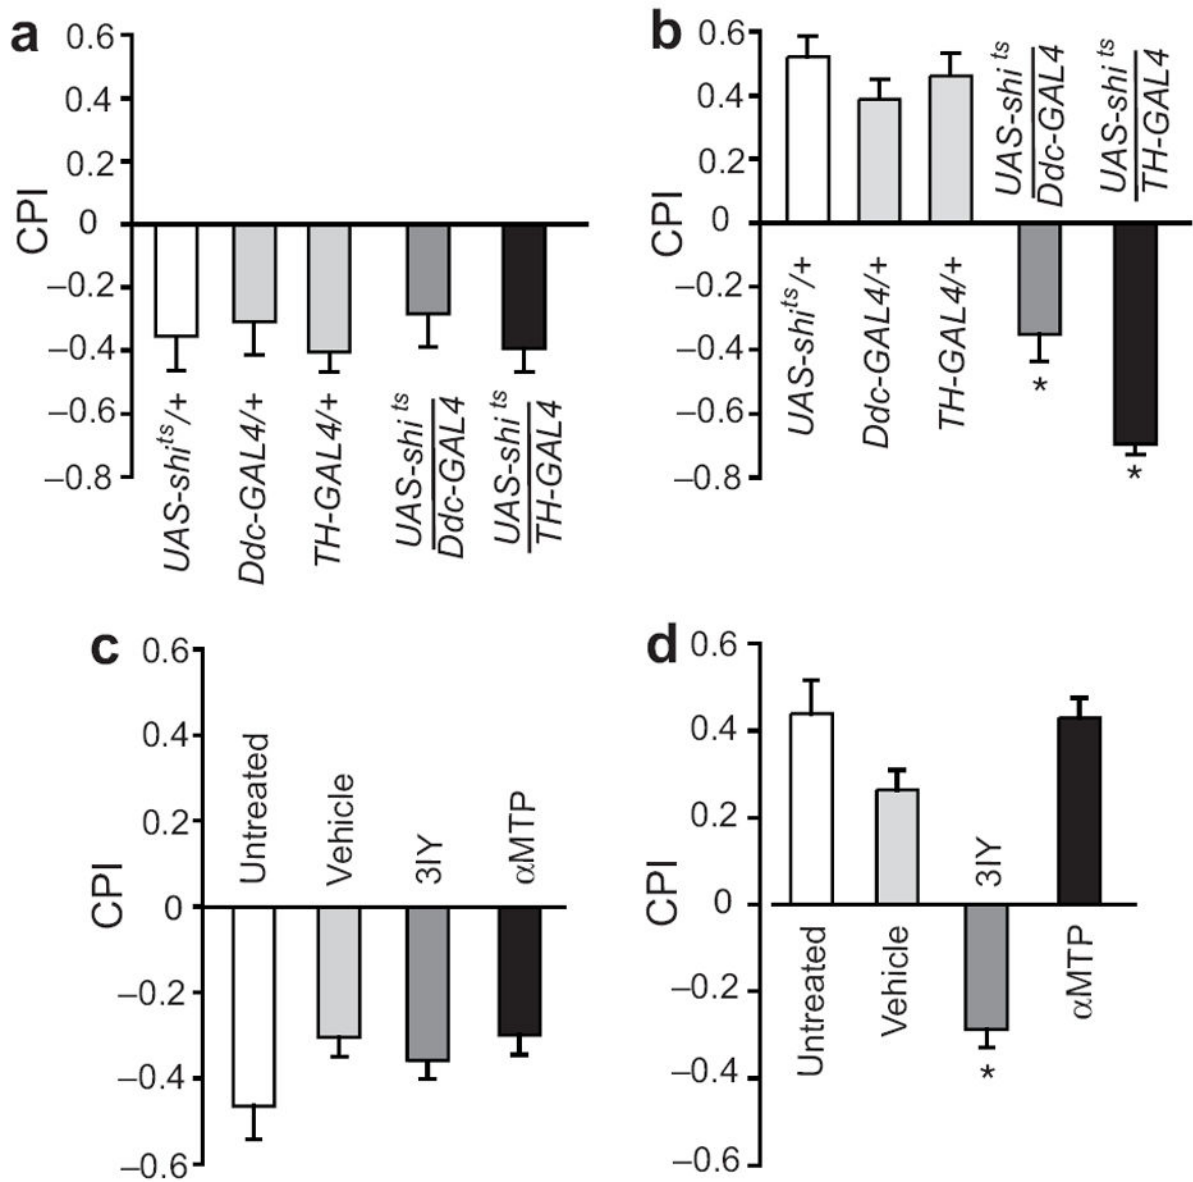 a
CPI
0.6
0.4
0.2
0
−0.2
−0.4
−0.6
−0.8
UAS-shi^ts/+
Ddc-GAL4/+
TH-GAL4/+
UAS-shi^ts
Ddc-GAL4
UAS-shi^ts
TH-GAL4
b
CPI
0.6
0.4
0.2
0
−0.2
−0.4
−0.6
−0.8
UAS-shi^ts/+
Ddc-GAL4/+
TH-GAL4/+
UAS-shi^ts
Ddc-GAL4
*
UAS-shi^ts
TH-GAL4
*
c
CPI
0.6
0.4
0.2
0
−0.2
−0.4
−0.6
Untreated
Vehicle
3IY
αMTP
d
CPI
0.6
0.4
0.2
0
−0.2
−0.4
−0.6
Untreated
Vehicle
3IY
*
αMTP